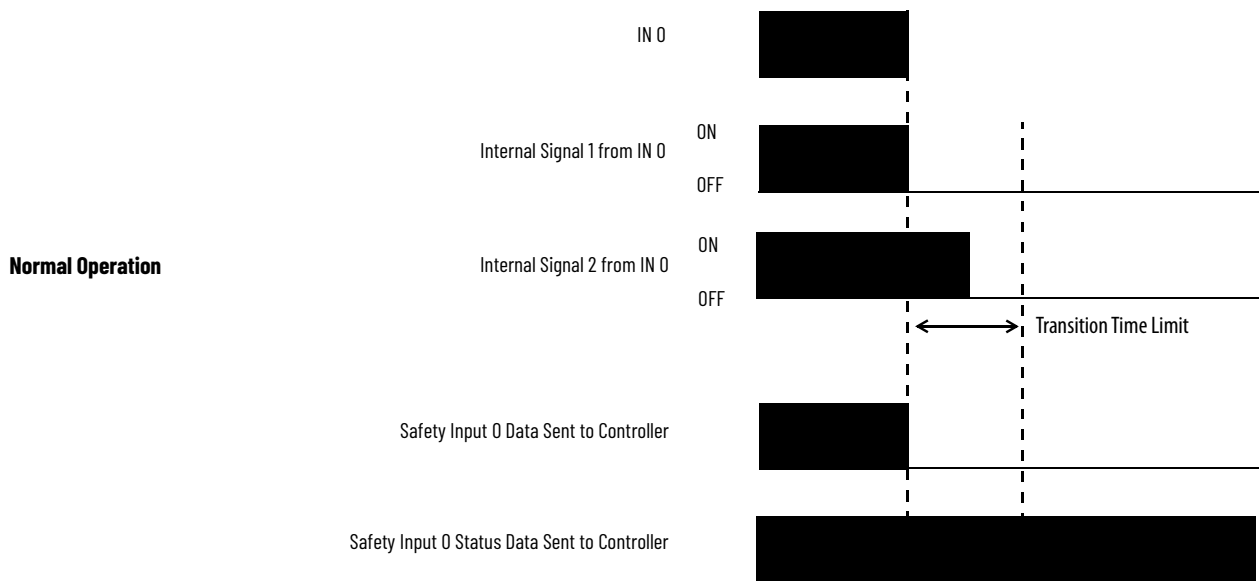 IN 0
Internal Signal 1 from IN 0
ON
OFF
Normal Operation
Internal Signal 2 from IN 0
ON
OFF
Transition Time Limit
Safety Input 0 Data Sent to Controller
Safety Input 0 Status Data Sent to Controller